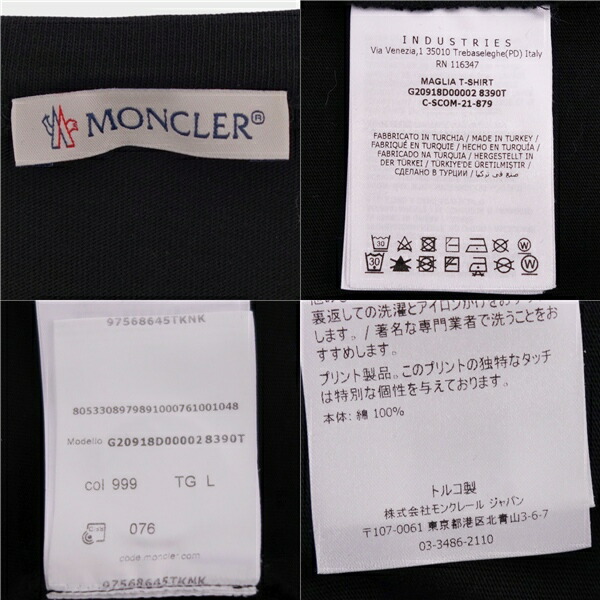 MONCLER®
INDUSTRIES
Via Venezia,1 35010 Trebaseleghe(PD) Italy
RN 116347
MAGLIA T-SHIRT
G20918D00002 8390T
C-SCOM-21-879
FABBRICATO IN TURCHIA / MADE IN TURKEY /
FABRIQUÉ EN TURQUIE / HECHO EN TURQUÍA /
FABRICADO NA TURQUIA / HERGESTELLT IN
DER TÜRKEI / TÜRKIYE'DE ÜRETILMIŞTIR /
СДЕЛАНО В ТУРЦИИ / صنع في تركيا
30 W
30 W
97568645TKNK
8053308979891000761001048
Modello G20918D00002 8390T
col 999 TG L
076
code.moncler.com
97568645TKNK
裏返しての洗濯とアイロンがけをお
します。/ 著名な専門業者で洗うことをお
すすめします。
プリント製品。このプリントの独特なタッチ
は特別な個性を与えております。
本体: 綿 100%
トルコ製
株式会社モンクレール ジャパン
〒107-0061 東京都港区北青山3-6-7
03-3486-2110